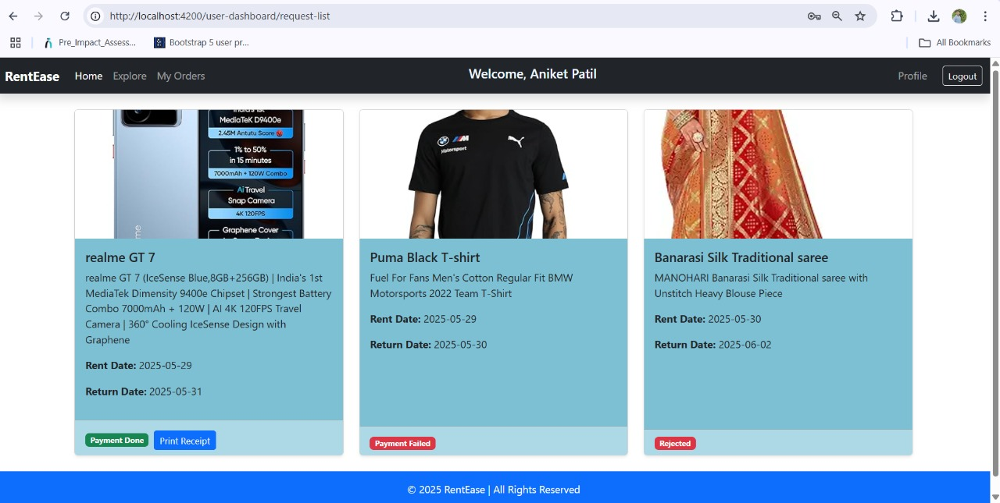 http://localhost:4200/user-dashboard/request-list
Pre_Impact_Assess...
Bootstrap 5 user pr...
All Bookmarks
RentEase
Home
Explore
My Orders
Welcome, Aniket Patil
Profile
Logout
MediaTeK D9400e
2.45M Antutu Score
1% to 50%
in 15 minutes
7000mAh + 120W Combo
Ai Travel
Snap Camera
4K 120FPS
Graphene Cover
realme GT 7
realme GT 7 (IceSense Blue,8GB+256GB) | India's 1st
MediaTek Dimensity 9400e Chipset | Strongest Battery
Combo 7000mAh + 120W | AI 4K 120FPS Travel
Camera | 360° Cooling IceSense Design with
Graphene
Rent Date: 2025-05-29
Return Date: 2025-05-31
Payment Done
Print Receipt
M
Motorsport
Puma Black T-shirt
Fuel For Fans Men's Cotton Regular Fit BMW
Motorsports 2022 Team T-Shirt
Rent Date: 2025-05-29
Return Date: 2025-05-30
Payment Failed
Banarasi Silk Traditional saree
MANOHARI Banarasi Silk Traditional saree with
Unstitch Heavy Blouse Piece
Rent Date: 2025-05-30
Return Date: 2025-06-02
Rejected
© 2025 RentEase | All Rights Reserved